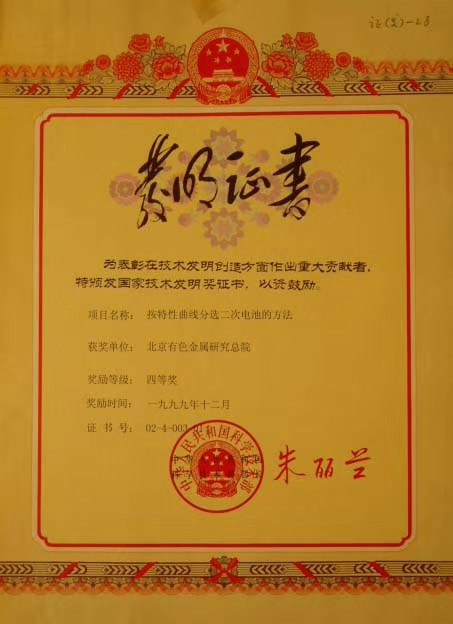 证(发)-28
发明证书
为表彰在技术发明创造方面作出重大贡献者，
特颁发国家技术发明奖证书，以资鼓励。
项目名称：按特性曲线分选二次电池的方法
获奖单位：北京有色金属研究总院
奖励等级：四等奖
奖励时间：一九九九年十二月
证书号：02-4-003
中华人民共和国科学技术部
朱丽兰